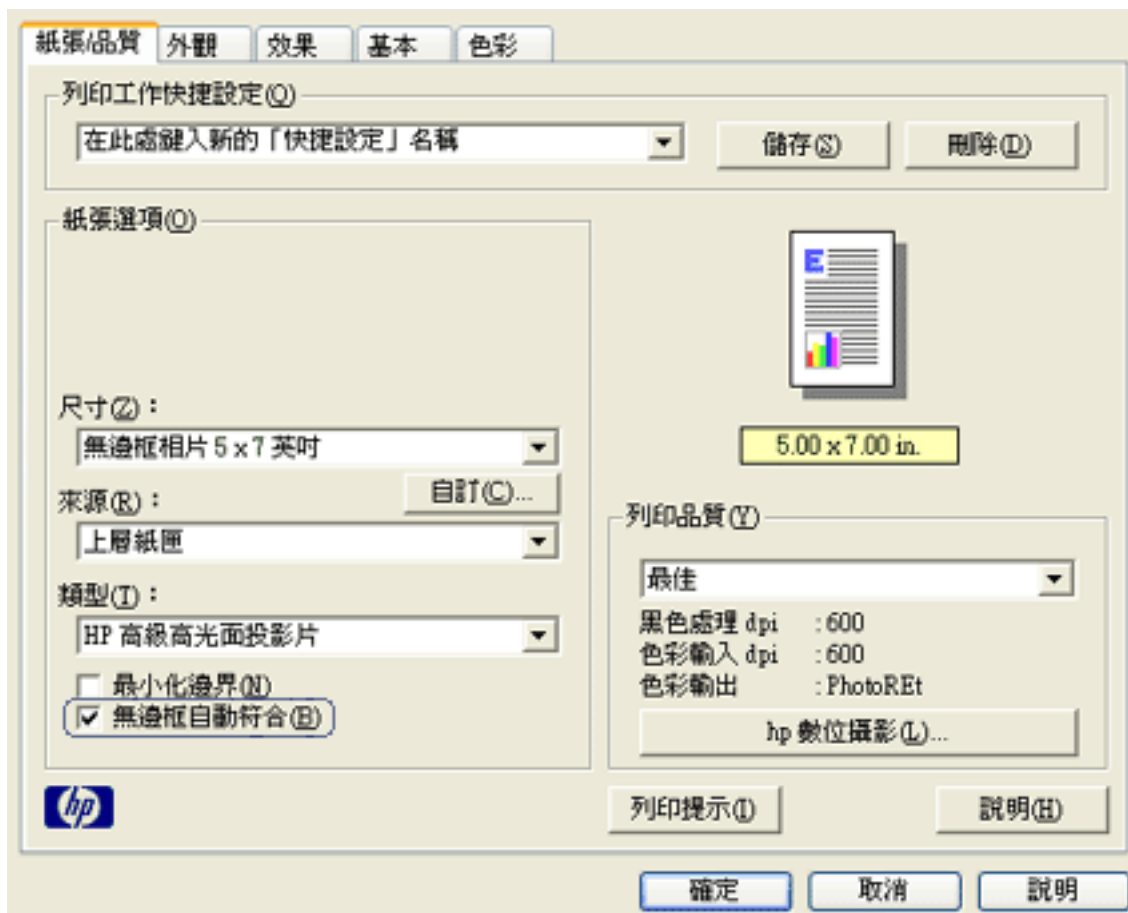 紙張/品質 外觀 效果 基本 色彩
列印工作快捷設定(Q)
在此處鍵入新的「快捷設定」名稱
儲存(S) 刪除(D)
紙張選項(O)
E
尺寸(Z)：
無邊框相片 5 x 7 英吋
5.00 x 7.00 in.
自訂(C)...
來源(R)：
上層紙匣
列印品質(Y)
最佳
類型(T)：
HP 高級高光面投影片
黑色處理 dpi : 600
色彩輸入 dpi : 600
色彩輸出 : PhotoREt
最小化邊界(N)
無邊框自動符合(B)
hp 數位攝影(L)...
hp
列印提示(I) 說明(H)
確定 取消 說明